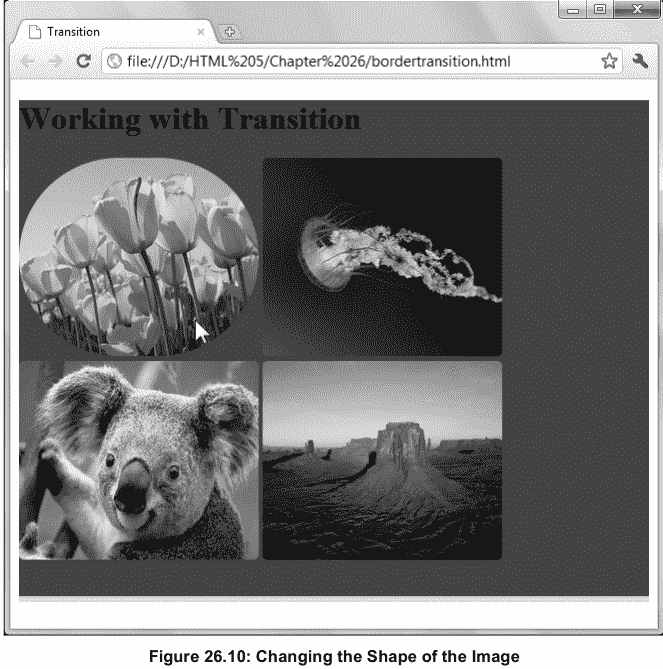 Transition
file:///D:/HTML%205/Chapter%2026/bordertransition.html
Working with Transition
Figure 26.10: Changing the Shape of the Image